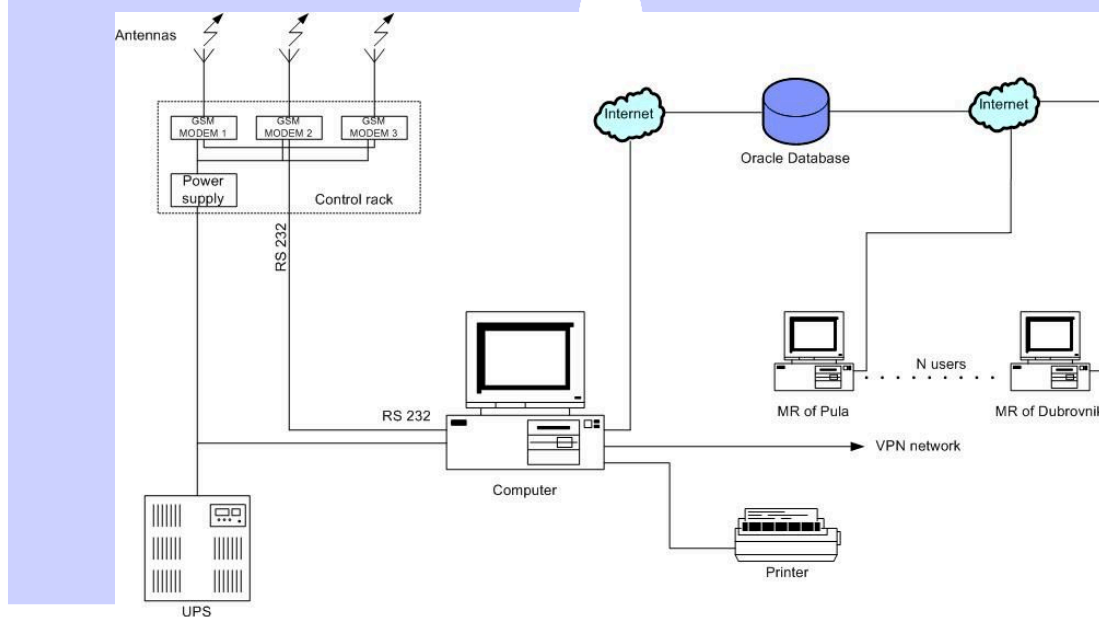 Antennas
GSM
MODEM 1
GSM
MODEM 2
GSM
MODEM 3
Power
supply
Control rack
RS 232
Internet
Oracle Database
Internet
RS 232
Computer
N users
MR of Pula
MR of Dubrovnik
VPN network
Printer
UPS